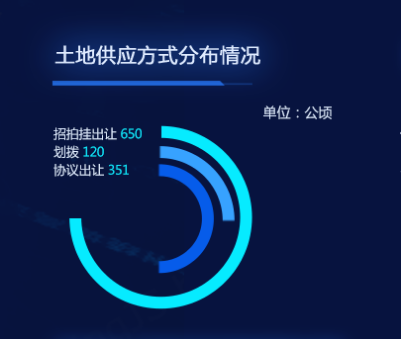 土地供应方式分布情况
单位：公顷
招拍挂出让 650
划拨 120
协议出让 351